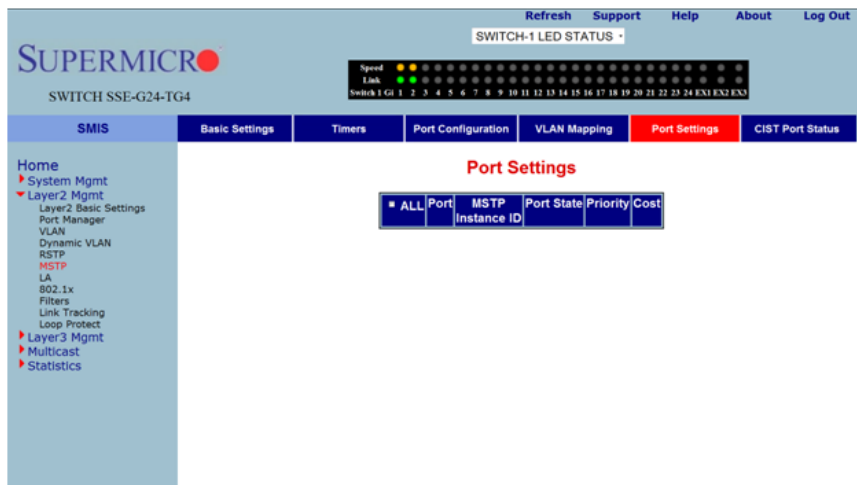 Refresh Support Help About Log Out
SWITCH-1 LED STATUS
SUPERMICRO
SWITCH SSE-G24-TG4
Speed
Link
Switch 1 Gi 1 2 3 4 5 6 7 8 9 10 11 12 13 14 15 16 17 18 19 20 21 22 23 24 EX1 EX2 EX3
SMIS Basic Settings Timers Port Configuration VLAN Mapping Port Settings CIST Port Status
Home
System Mgmt
Layer2 Mgmt
Layer2 Basic Settings
Port Manager
VLAN
Dynamic VLAN
RSTP
MSTP
LA
802.1x
Filters
Link Tracking
Loop Protect
Layer3 Mgmt
Multicast
Statistics
Port Settings
ALL Port MSTP Instance ID Port State Priority Cost